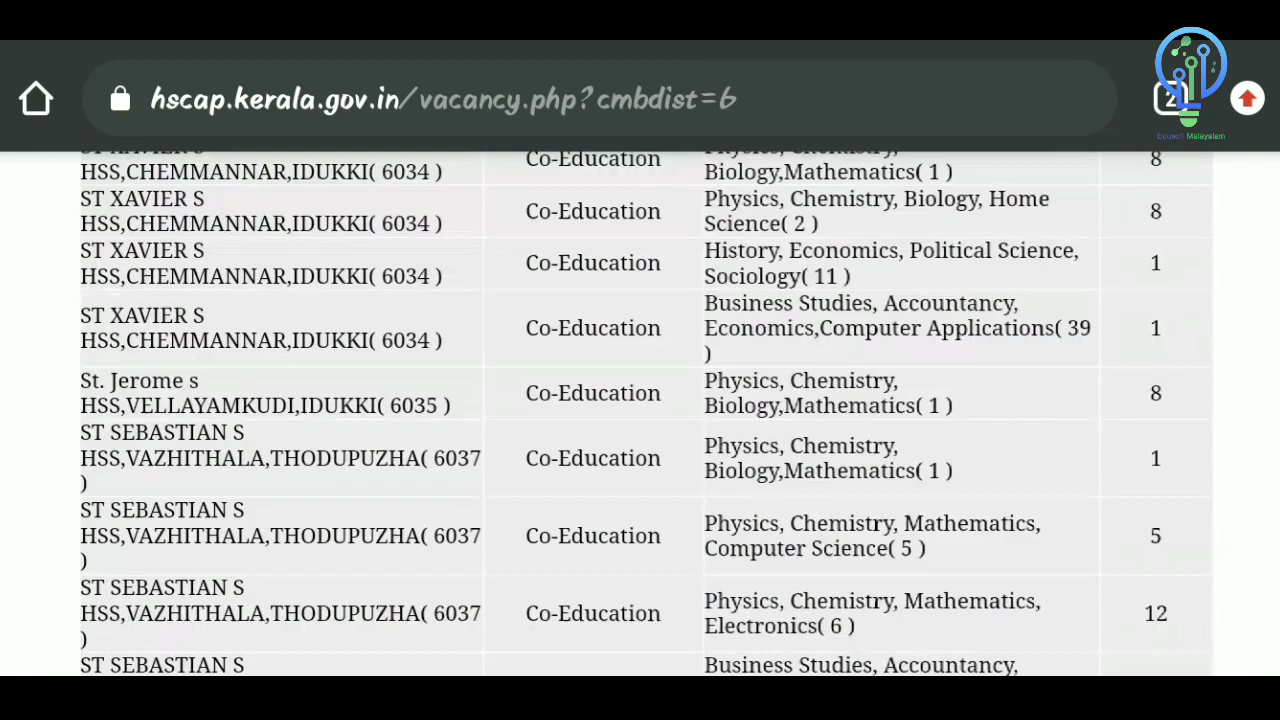 hscap.kerala.gov.in/vacancy.php?cmbdist=6
2
Edusoft Malayalam
HSS,CHEMMANNAR,IDUKKI( 6034 )
Co-Education
Physics, Chemistry,
Biology,Mathematics( 1 )
8
ST XAVIER S
HSS,CHEMMANNAR,IDUKKI( 6034 )
Co-Education
Physics, Chemistry, Biology, Home
Science( 2 )
8
ST XAVIER S
HSS,CHEMMANNAR,IDUKKI( 6034 )
Co-Education
History, Economics, Political Science,
Sociology( 11 )
1
ST XAVIER S
HSS,CHEMMANNAR,IDUKKI( 6034 )
Co-Education
Business Studies, Accountancy,
Economics,Computer Applications( 39
)
1
St. Jerome s
HSS,VELLAYAMKUDI,IDUKKI( 6035 )
Co-Education
Physics, Chemistry,
Biology,Mathematics( 1 )
8
ST SEBASTIAN S
HSS,VAZHITHALA,THODUPUZHA( 6037
)
Co-Education
Physics, Chemistry,
Biology,Mathematics( 1 )
1
ST SEBASTIAN S
HSS,VAZHITHALA,THODUPUZHA( 6037
)
Co-Education
Physics, Chemistry, Mathematics,
Computer Science( 5 )
5
ST SEBASTIAN S
HSS,VAZHITHALA,THODUPUZHA( 6037
)
Co-Education
Physics, Chemistry, Mathematics,
Electronics( 6 )
12
ST SEBASTIAN S
Business Studies, Accountancy,